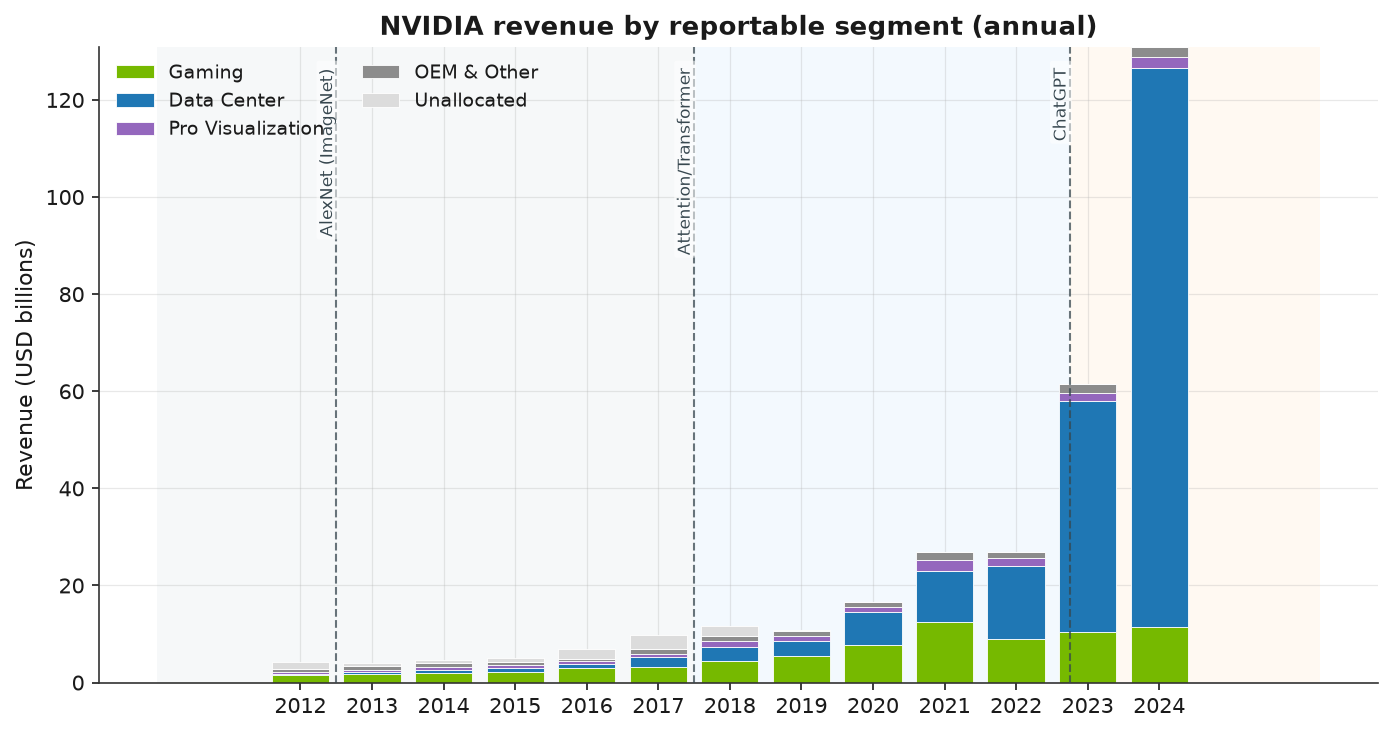 NVIDIA revenue by reportable segment (annual)
Gaming
Data Center
Pro Visualization
OEM & Other
Unallocated
AlexNet (ImageNet)
Attention/Transformer
ChatGPT
Revenue (USD billions)
120
100
80
60
40
20
0
2012 2013 2014 2015 2016 2017 2018 2019 2020 2021 2022 2023 2024